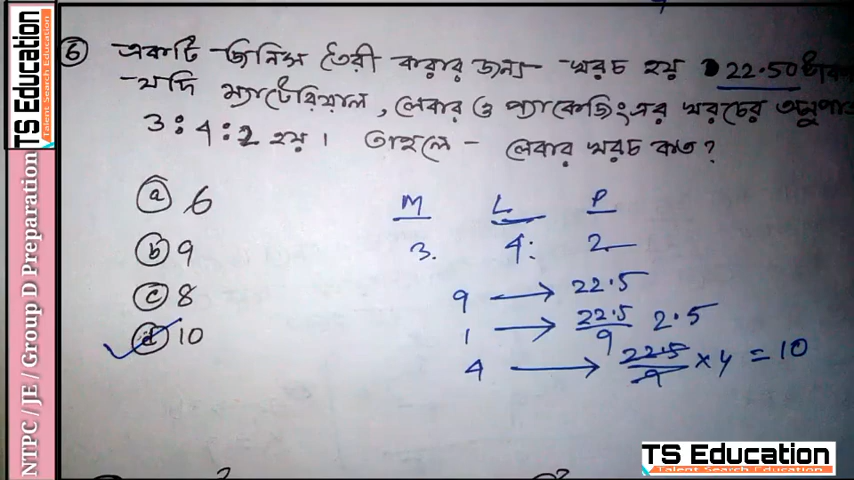 TS Education
Talent Search Education
NTPC / JE / Group D Preparation
⑥ একটি জিনিস তৈরী করার জন্য - খরচ হয় 22.50 টাকা
যদি ম্যাটেরিয়াল, লেবার ও প্যাকেজিং এর খরচের অনুপাত
3 : 4 : 2 হয়। তাহলে - লেবার খরচ কত ?
ⓐ 6
M L P
ⓑ 9
3. 4: 2
ⓒ 8
9 → 22.5
ⓓ 10
1 → 22.5/9 2.5
4 → 22.5/9 × 4 = 10
TS Education
Talent Search Education